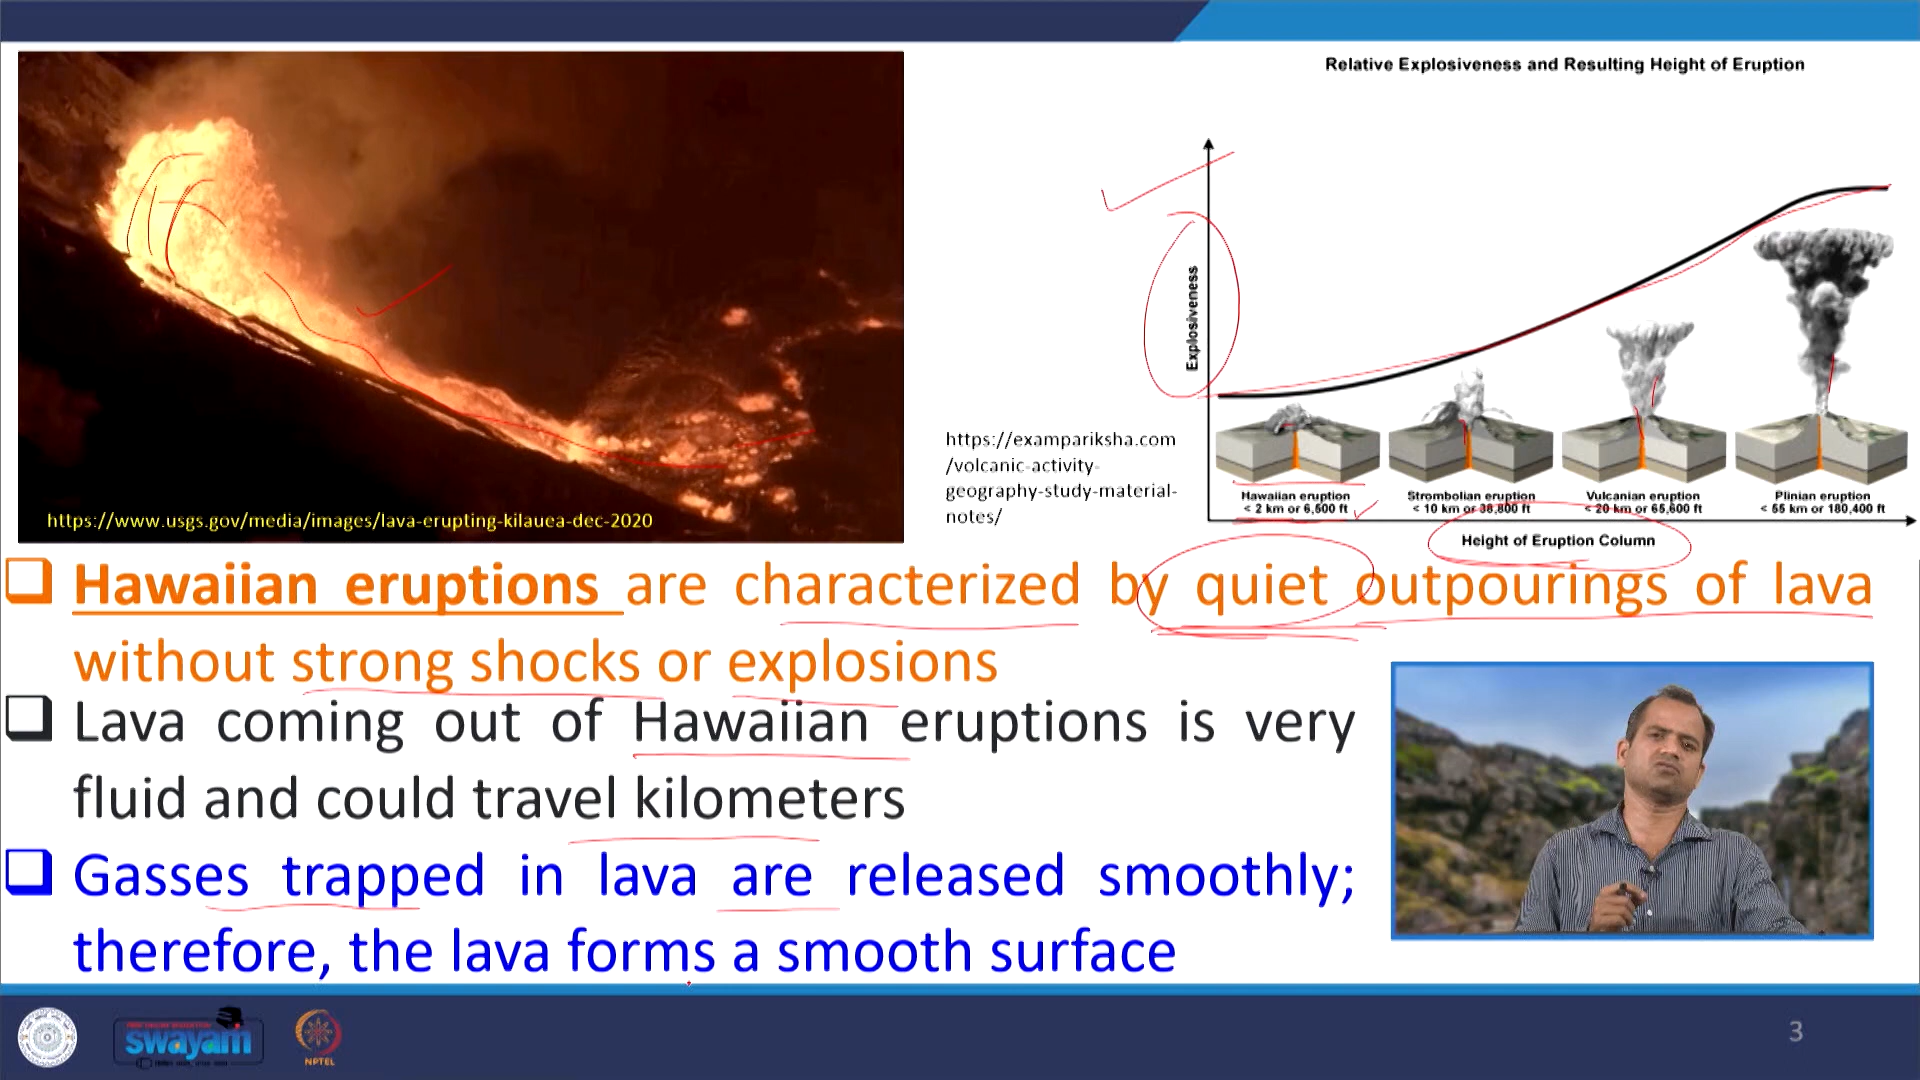 Relative Explosiveness and Resulting Height of Eruption
Explosiveness
https://www.usgs.gov/media/images/lava-erupting-kilauea-dec-2020
https://exampariksha.com
/volcanic-activity-
geography-study-material-
notes/
Hawaiian eruption
< 2 km or 6,500 ft
Strombolian eruption
< 10 km or 38,800 ft
Vulcanian eruption
< 20 km or 65,600 ft
Plinian eruption
< 55 km or 180,400 ft
Height of Eruption Column
Hawaiian eruptions are characterized by quiet outpourings of lava
without strong shocks or explosions
Lava coming out of Hawaiian eruptions is very
fluid and could travel kilometers
Gasses trapped in lava are released smoothly;
therefore, the lava forms a smooth surface
swayam
NPTEL
3